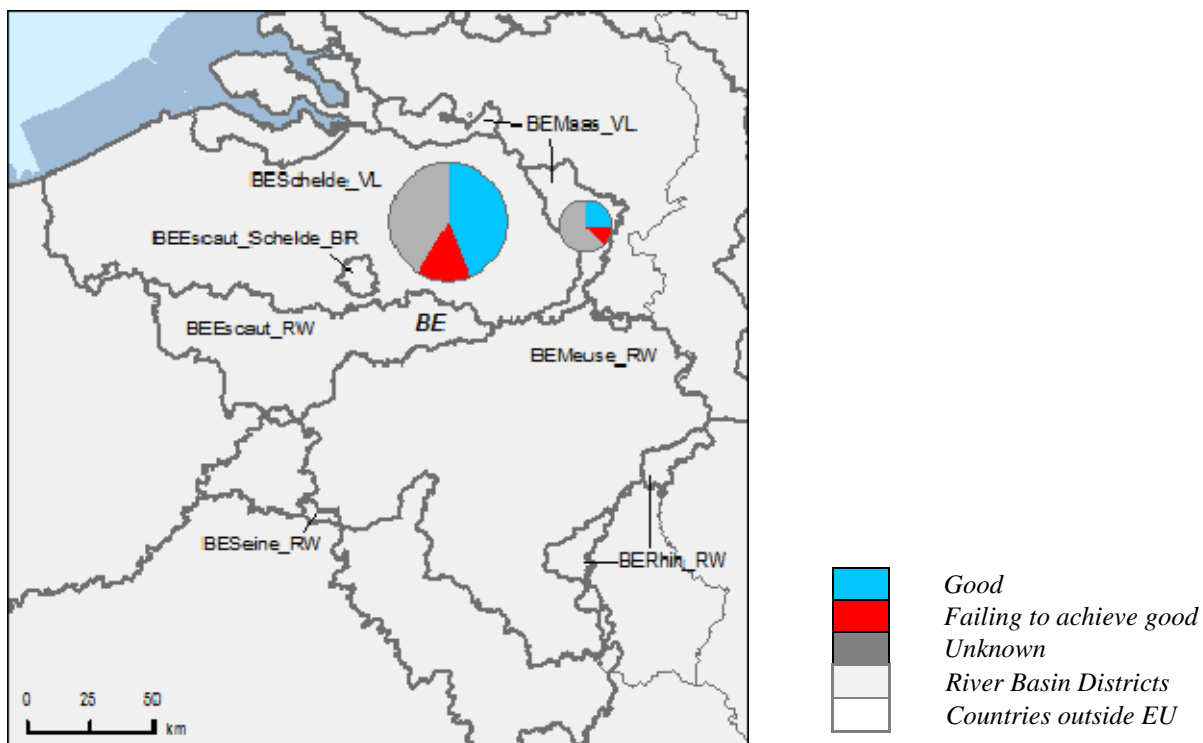 BEMaas_VL
BESchelde_VL
BEEscaut_Schelde_BR
BEEscaut_RW
BE
BEMeuse_RW
BESeine_RW
BERhin_RW
0 25 50
km
Good
Failing to achieve good
Unknown
River Basin Districts
Countries outside EU